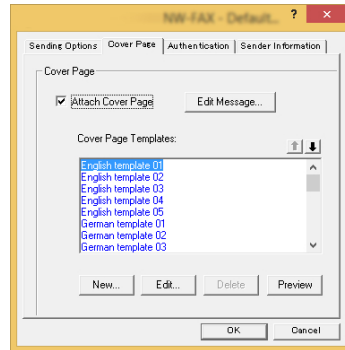 NW-FAX - Default... ? ×
Sending Options Cover Page Authentication Sender Information
Cover Page
Attach Cover Page Edit Message...
Cover Page Templates:
English template 01
English template 02
English template 03
English template 04
English template 05
German template 01
German template 02
German template 03
New... Edit... Delete Preview
OK Cancel